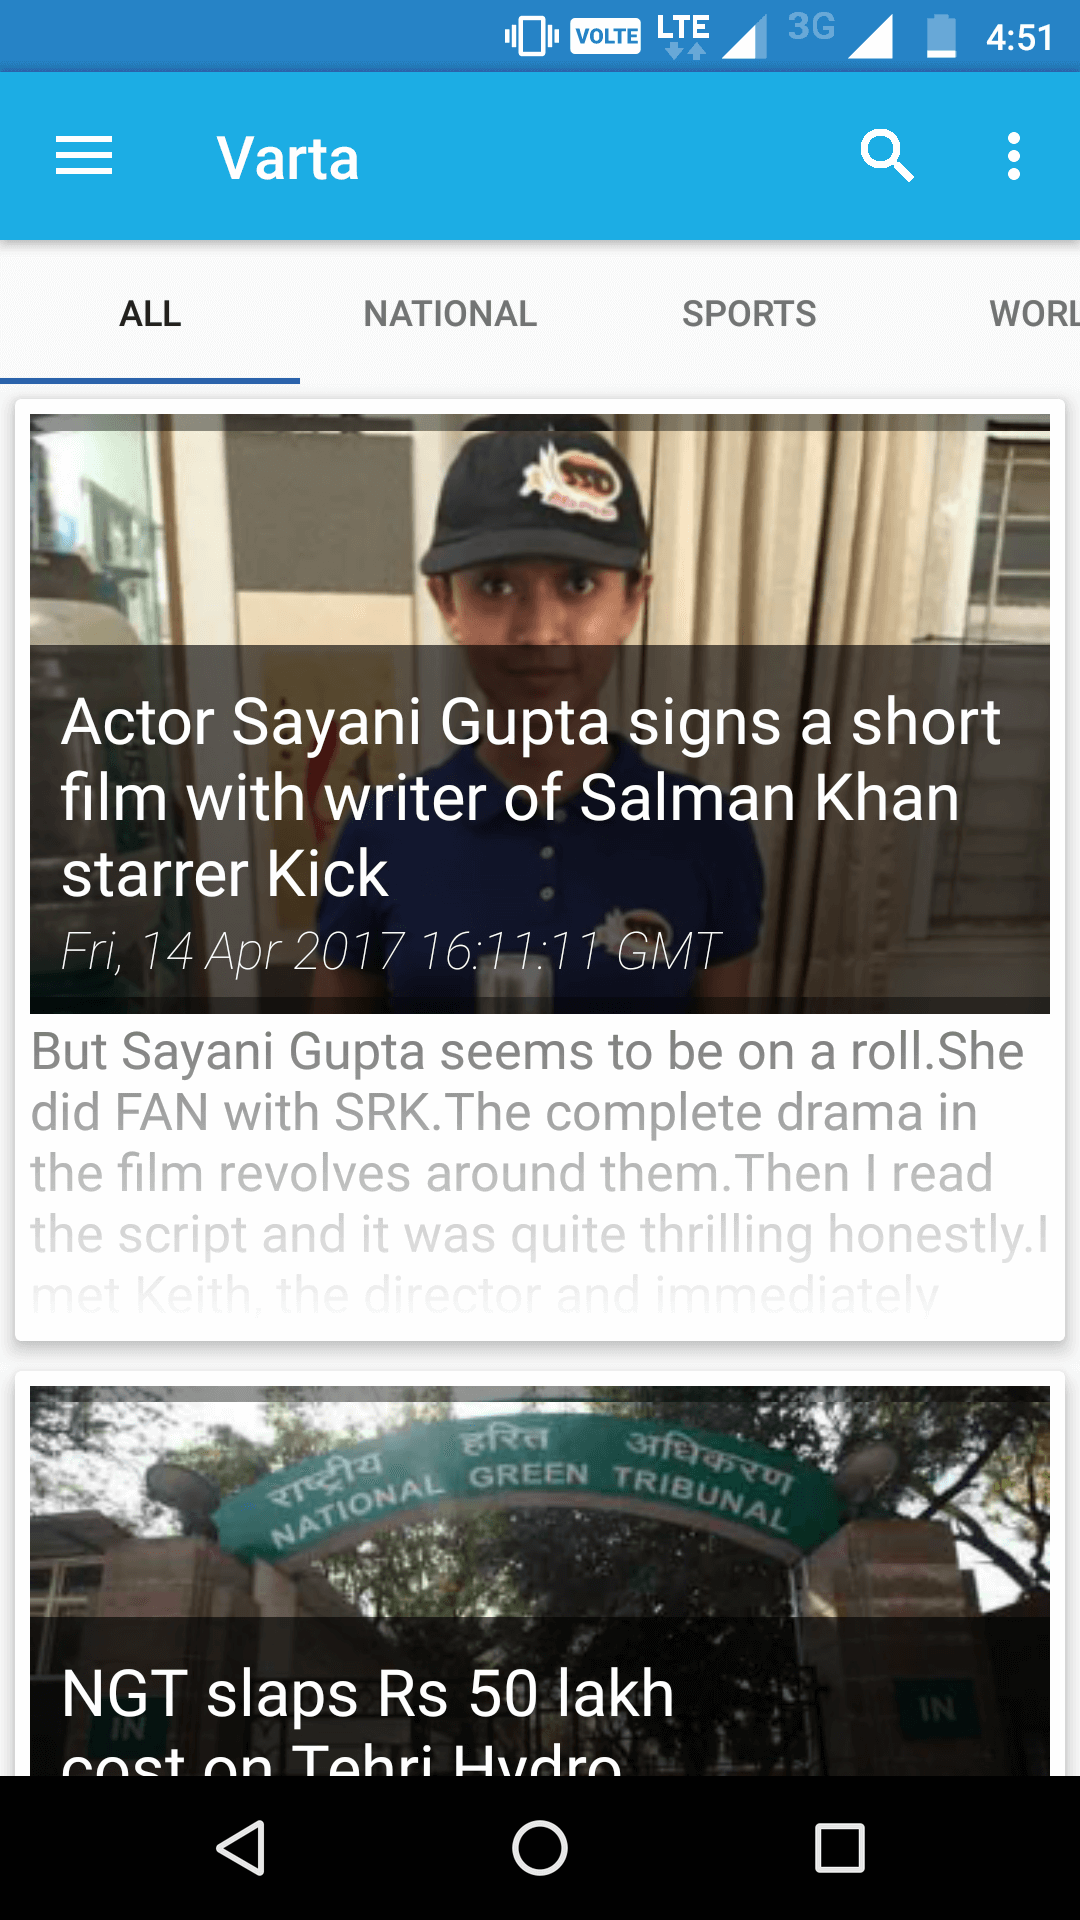 VOLTE LTE 3G 4:51
Varta
ALL NATIONAL SPORTS WORL
SSO
Actor Sayani Gupta signs a short
film with writer of Salman Khan
starrer Kick
Fri, 14 Apr 2017 16:11:11 GMT
But Sayani Gupta seems to be on a roll.She
did FAN with SRK.The complete drama in
the film revolves around them.Then I read
the script and it was quite thrilling honestly.I
met Keith, the director and immediately
राष्ट्रीय हरित अधिकरण
NATIONAL GREEN TRIBUNAL
NGT slaps Rs 50 lakh
cost on Tehri Hydro
IN IN